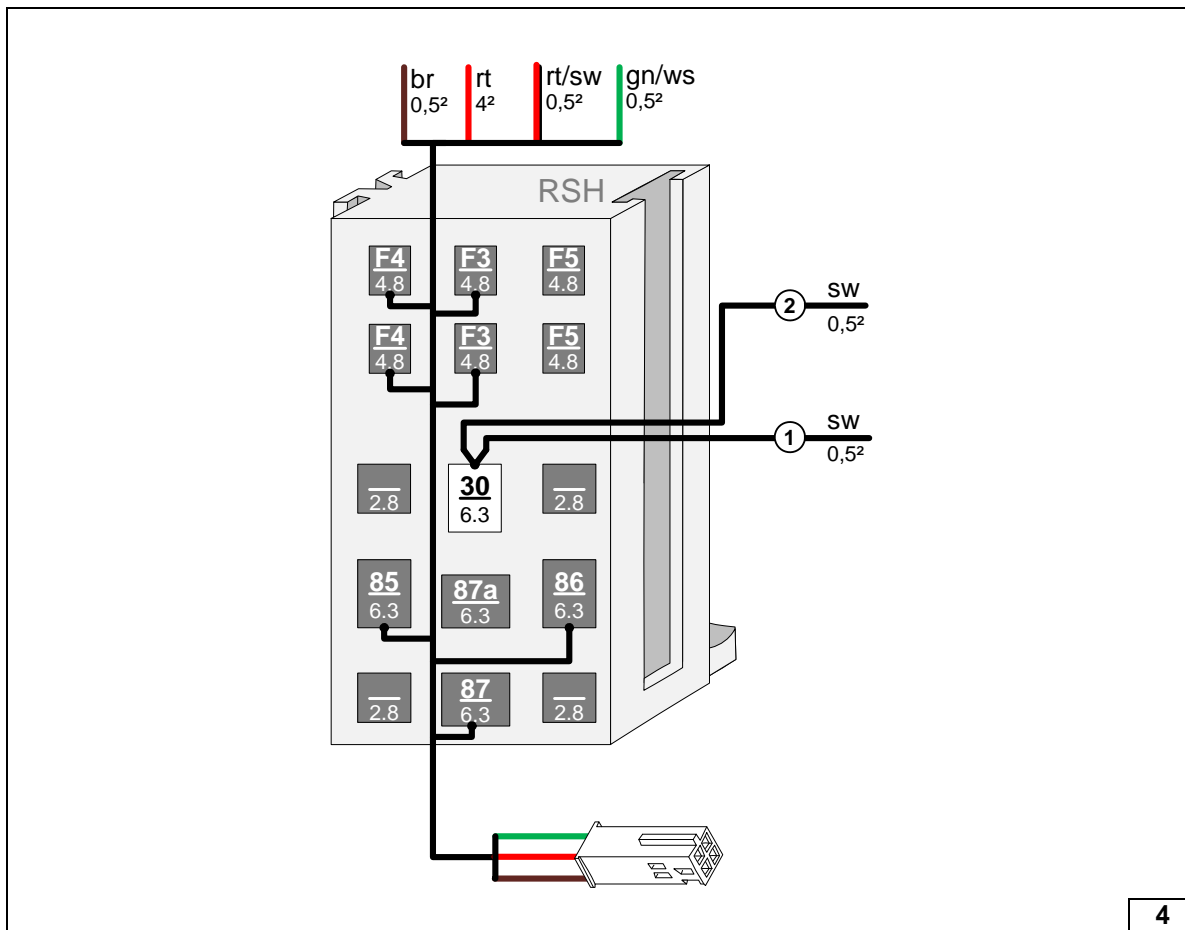 br rt rt/sw gn/ws
0,5² 4² 0,5² 0,5²
RSH
F4 F3 F5
4.8 4.8 4.8
2 sw
0,5²
F4 F3 F5
4.8 4.8 4.8
1 sw
0,5²
30
2.8 6.3 2.8
85 87a 86
6.3 6.3 6.3
87
2.8 6.3 2.8
4